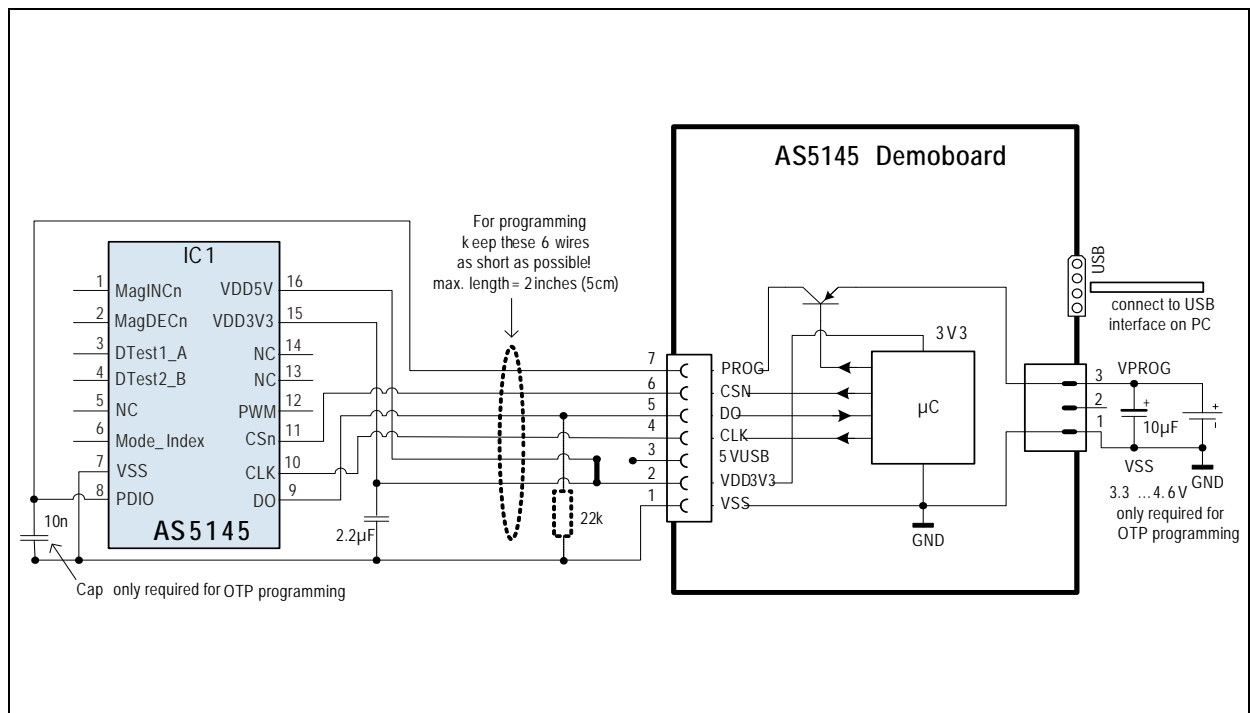 AS5145 Demoboard
For programming
keep these 6 wires
as short as possible!
max. length= 2inches (5cm)
IC1
1 MagINCn
2 MagDECn
3 DTest1_A
4 DTest2_B
5 NC
6 Mode_Index
7 VSS
8 PDIO
VDD5V 16
VDD3V3 15
NC 14
NC 13
PWM 12
CSn 11
CLK 10
DO 9
AS5145
10n
Cap only required for OTP programming
2.2µF
22k
7 PROG
6 CSN
5 DO
4 CLK
3 5VUSB
2 VDD3V3
1 VSS
3V3
µC
GND
USB
connect to USB
interface on PC
3 VPROG
2
1
+
10µF
+
-
VSS
GND
3.3 ...4.6V
only required for
OTP programming